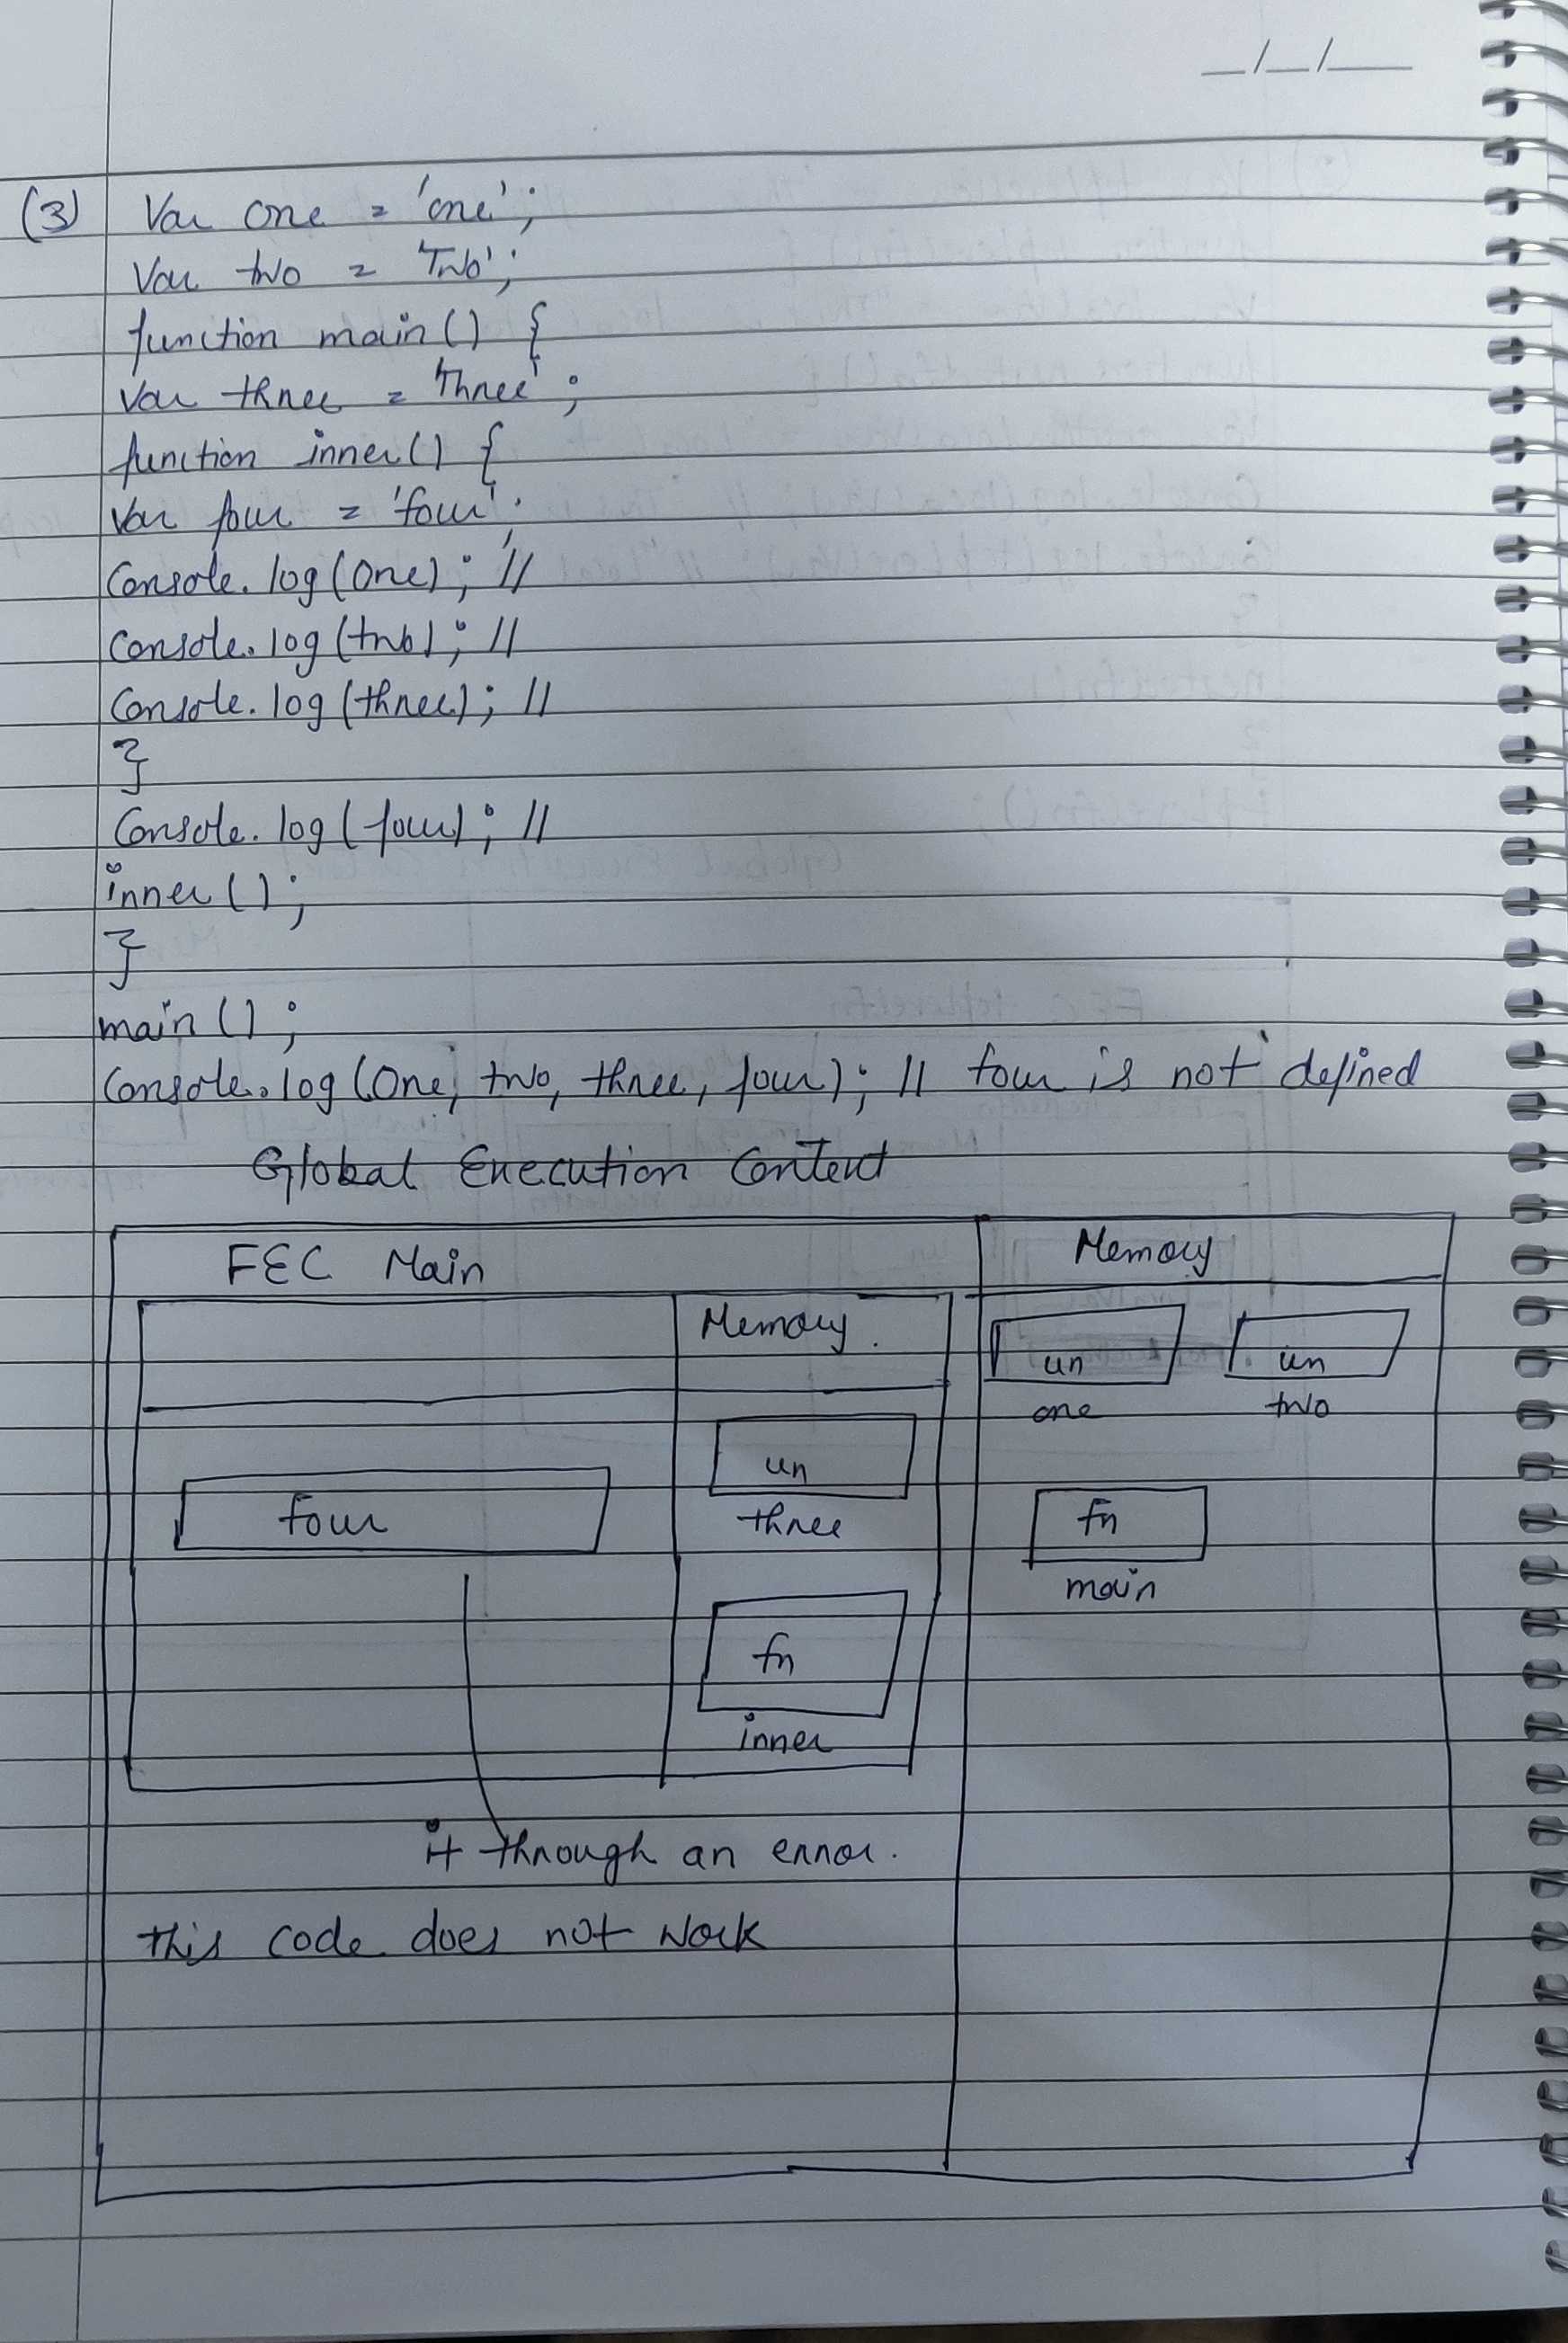 _/_/__
(3) Var one = 'one';
Var two = 'Two';
function main() {
Var three = 'Three';
function inner() {
Var four = 'four';
Console.log(One); //
Console.log(two); //
Console.log(three); //
}
Console.log(four); //
inner();
}
main();
Console.log(One, two, three, four); // four is not defined
Global Execution Context
FEC Main Memory
Memory.
un un
one two
un
four three fn
main
fn
inner
it through an error.
this code does not work